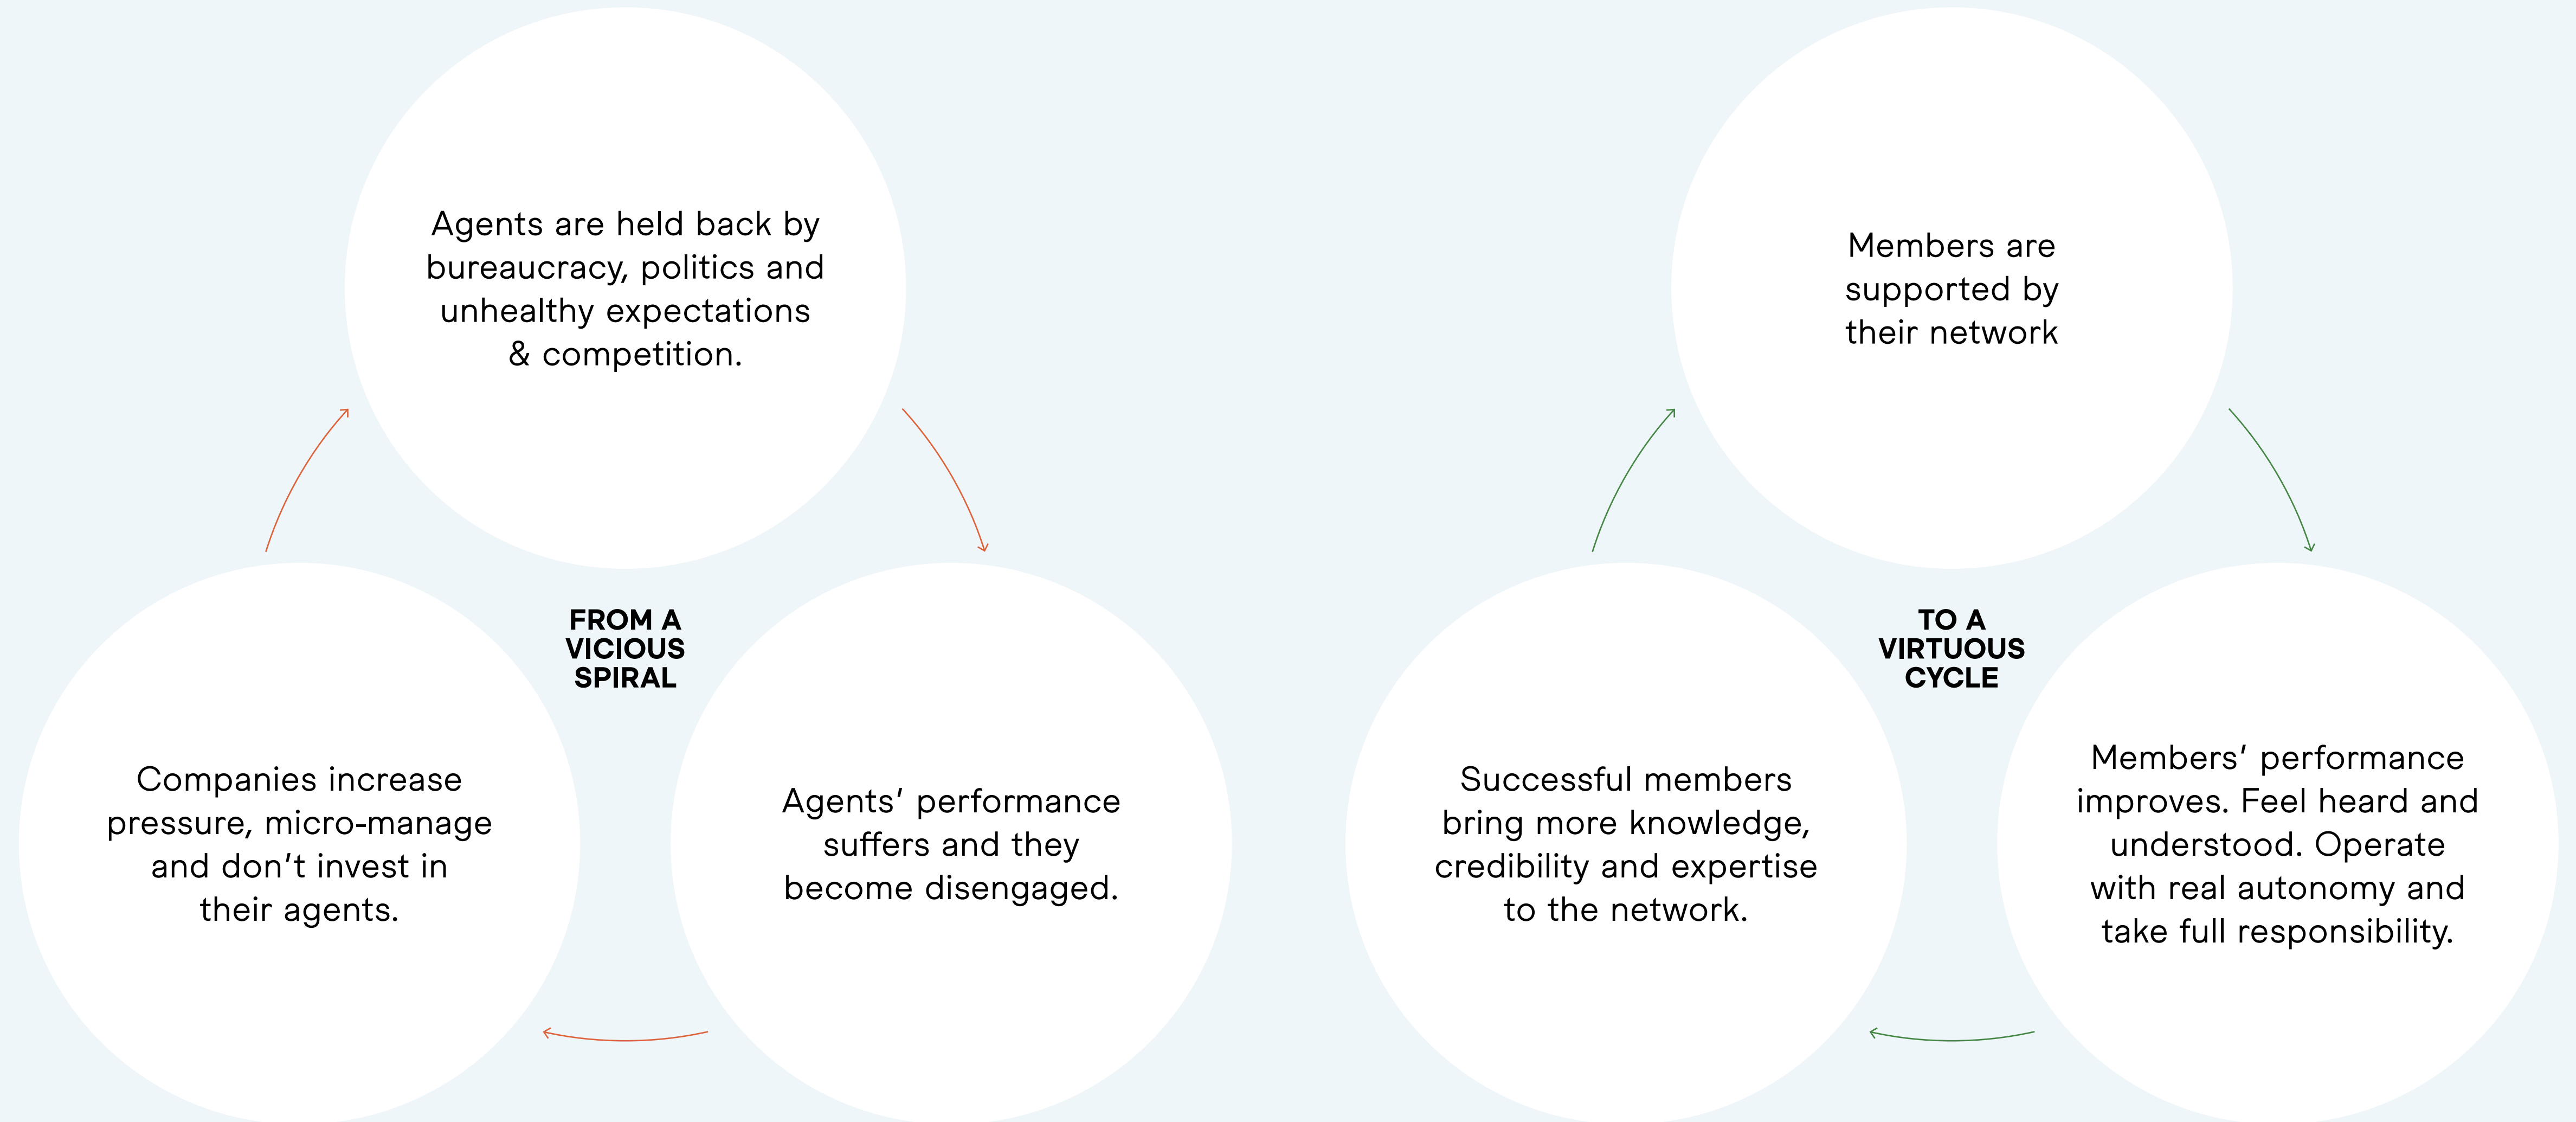 Agents are held back by
bureaucracy, politics and
unhealthy expectations
& competition.
FROM A
VICIOUS
SPIRAL
Companies increase
pressure, micro-manage
and don’t invest in
their agents.
Agents’ performance
suffers and they
become disengaged.
Members are
supported by
their network
TO A
VIRTUOUS
CYCLE
Successful members
bring more knowledge,
credibility and expertise
to the network.
Members’ performance
improves. Feel heard and
understood. Operate
with real autonomy and
take full responsibility.